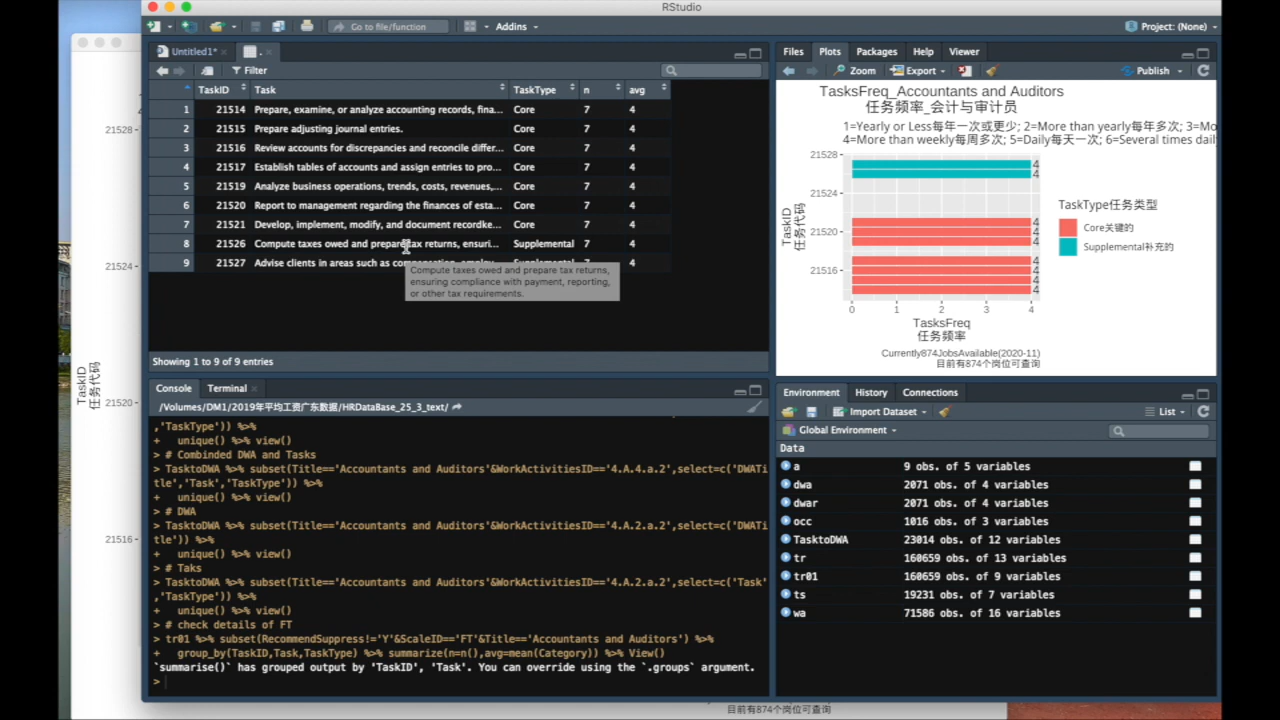 RStudio
Go to file/function
Addins
Project: (None)
Untitled1*
.
Filter
TaskID Task TaskType n avg
1 21514 Prepare, examine, or analyze accounting records, fina... Core 7 4
2 21515 Prepare adjusting journal entries. Core 7 4
3 21516 Review accounts for discrepancies and reconcile differ... Core 7 4
4 21517 Establish tables of accounts and assign entries to pro... Core 7 4
5 21519 Analyze business operations, trends, costs, revenues,... Core 7 4
6 21520 Report to management regarding the finances of esta... Core 7 4
7 21521 Develop, implement, modify, and document recordke... Core 7 4
8 21526 Compute taxes owed and prepare tax returns, ensuri... Supplemental 7 4
9 21527 Advise clients in areas such as compensation, employ... Supplemental 7 4
Compute taxes owed and prepare tax returns,
ensuring compliance with payment, reporting,
or other tax requirements.
Showing 1 to 9 of 9 entries
Console Terminal
/Volumes/DM1/2019年平均工资广东数据/HRDataBase_25_3_text/
,'TaskType')) %>%
+ unique() %>% view()
> # Combinded DWA and Tasks
> TasktoDWA %>% subset(Title=='Accountants and Auditors'&WorkActivitiesID=='4.A.4.a.2',select=c('DWATi
tle','Task','TaskType')) %>%
+ unique() %>% view()
> # DWA
> TasktoDWA %>% subset(Title=='Accountants and Auditors'&WorkActivitiesID=='4.A.2.a.2',select=c('DWATi
tle')) %>%
+ unique() %>% view()
> # Taks
> TasktoDWA %>% subset(Title=='Accountants and Auditors'&WorkActivitiesID=='4.A.2.a.2',select=c('Task'
,'TaskType')) %>%
+ unique() %>% view()
> # check details of FT
> tr01 %>% subset(RecommendSuppress!='Y'&ScaleID=='FT'&Title=='Accountants and Auditors') %>%
+ group_by(TaskID,Task,TaskType) %>% summarize(n=n(),avg=mean(Category)) %>% View()
`summarise()` has grouped output by 'TaskID', 'Task'. You can override using the `.groups` argument.
>
Files Plots Packages Help Viewer
Zoom Export Publish
TasksFreq_Accountants and Auditors
任务频率_会计与审计员
1=Yearly or Less每年一次或更少; 2=More than yearly每年多次; 3=Mo
4=More than weekly每周多次; 5=Daily每天一次; 6=Several times dail
21528
21524
21520
21516
TaskID
任务代码
4
4
4
4
4
4
4
4
4
0 1 2 3 4
TasksFreq
任务频率
TaskType任务类型
Core关键的
Supplemental补充的
Currently874JobsAvailable(2020-11)
目前有874个岗位可查询
Environment History Connections
Import Dataset List
Global Environment
Data
a 9 obs. of 5 variables
dwa 2071 obs. of 4 variables
dwar 2071 obs. of 4 variables
occ 1016 obs. of 3 variables
TasktoDWA 23014 obs. of 12 variables
tr 160659 obs. of 13 variables
tr01 160659 obs. of 9 variables
ts 19231 obs. of 7 variables
wa 71586 obs. of 16 variables
21528
21524
21520
21516
TaskID
任务代码
目前有874个岗位可查询